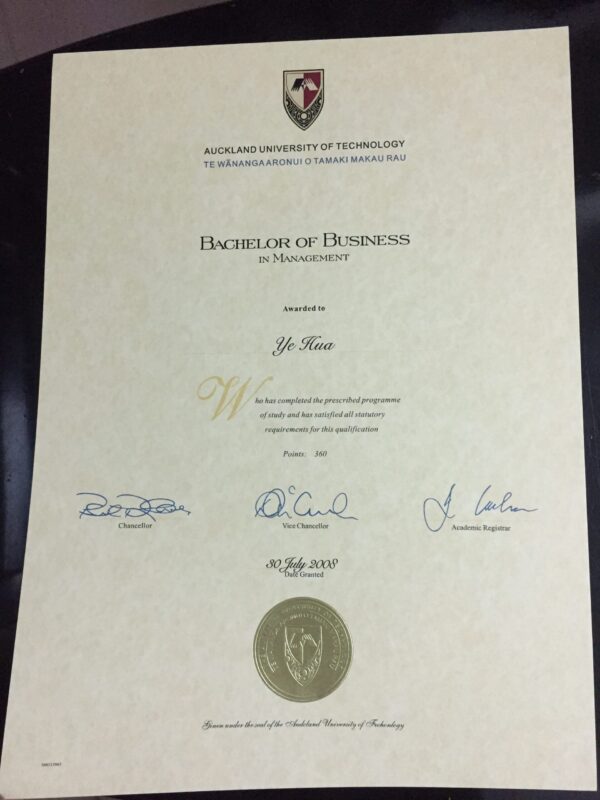 AUCKLAND UNIVERSITY OF TECHNOLOGY
TE WĀNANGA ARONUI O TAMAKI MAKAU RAU
BACHELOR OF BUSINESS
IN MANAGEMENT
Awarded to
Ye Hua
Who has completed the prescribed programme
of study and has satisfied all statutory
requirements for this qualification
Points: 360
Chancellor
Vice Chancellor
Academic Registrar
30 July 2008
Date Granted
Given under the seal of the University of